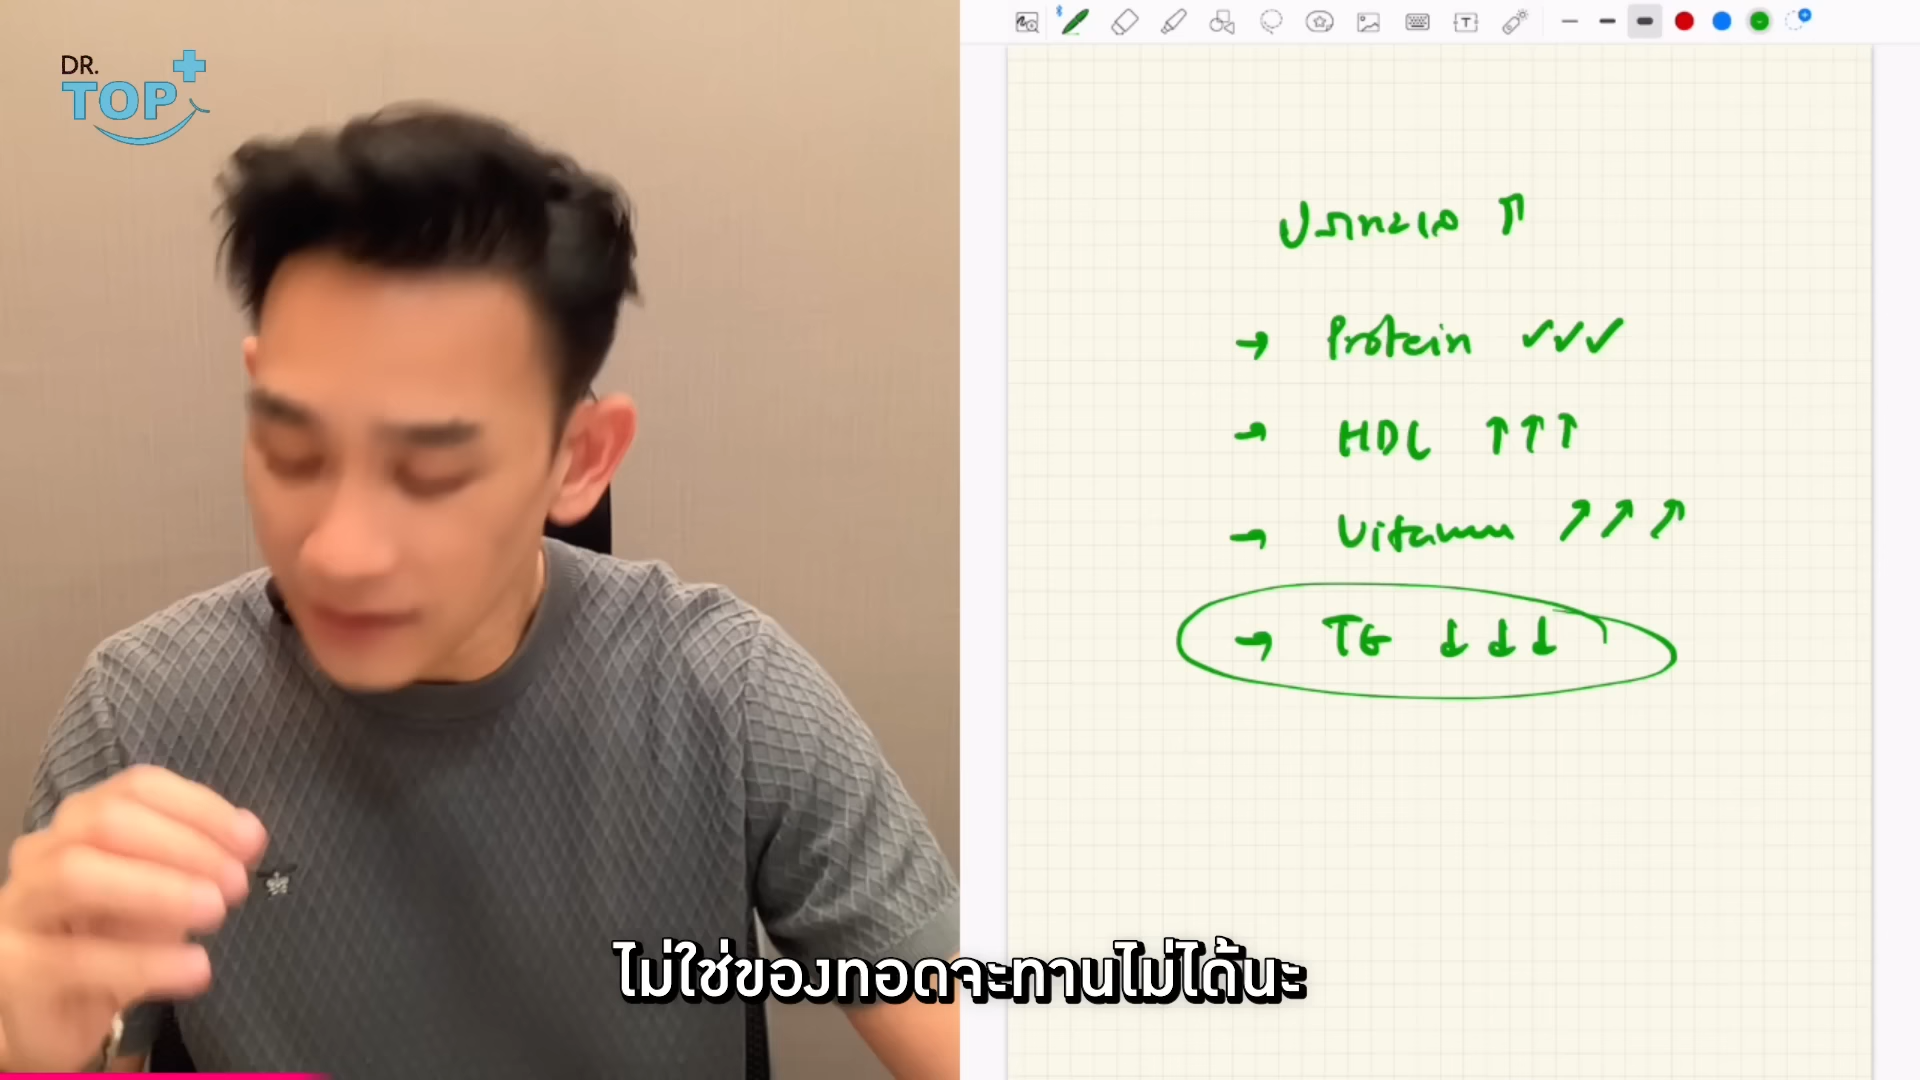 DR.
TOP
ปลาทะเล ↑
→ Protein ✓✓✓
→ HDL ↑↑↑
→ Vitamin ↗↗↗
→ TG ↓↓↓
ไม่ใช่ของทอดจะทานไม่ได้นะ